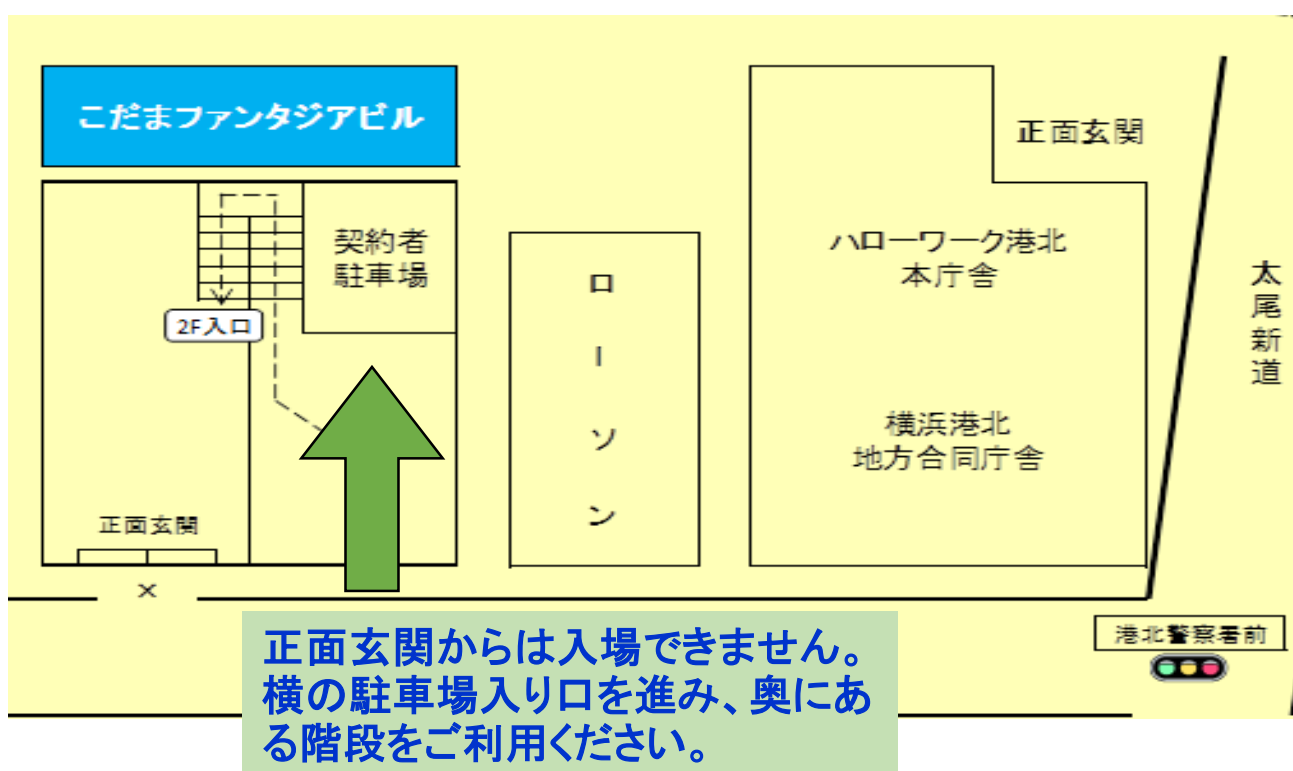 こだまファンタジアビル
正面玄関
契約者
駐車場
2F入口
ハローワーク港北
本庁舎
ローソン
太尾新道
横浜港北
地方合同庁舎
正面玄関
×
港北警察署前
正面玄関からは入場できません。
横の駐車場入り口を進み、奥にあ
る階段をご利用ください。